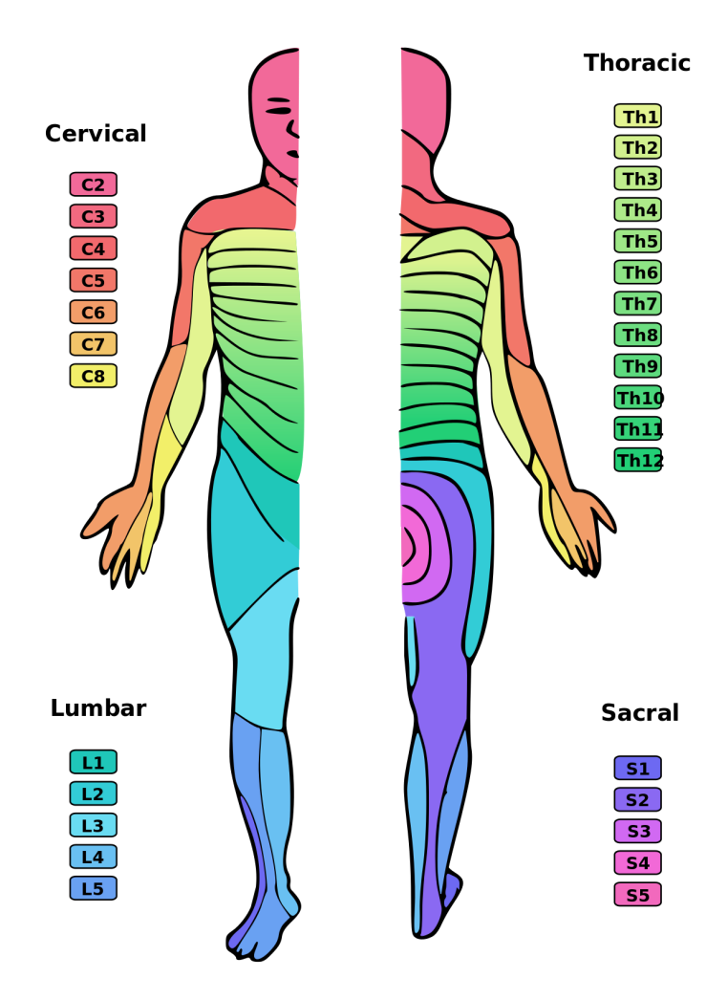 Cervical
C2
C3
C4
C5
C6
C7
C8
Thoracic
Th1
Th2
Th3
Th4
Th5
Th6
Th7
Th8
Th9
Th10
Th11
Th12
Lumbar
L1
L2
L3
L4
L5
Sacral
S1
S2
S3
S4
S5